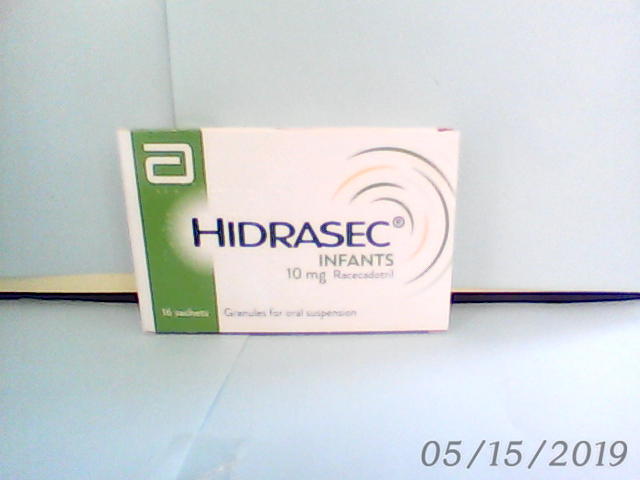 HIDRASEC®
INFANTS
10 mg Racecadotril
16 sachets
Granules for oral suspension
05/15/2019